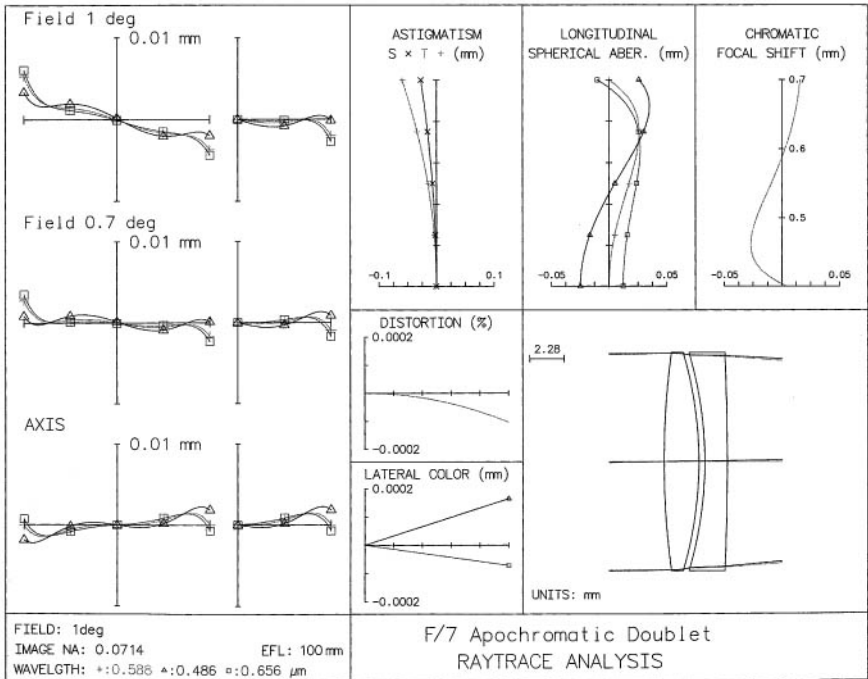 Field 1 deg
0.01 mm
Field 0.7 deg
0.01 mm
AXIS
0.01 mm
ASTIGMATISM
S × T + (mm)
-0.1
0.1
LONGITUDINAL
SPHERICAL ABER. (mm)
-0.05
0.05
CHROMATIC
FOCAL SHIFT (mm)
0.7
0.6
0.5
-0.05
0.05
DISTORTION (%)
0.0002
-0.0002
LATERAL COLOR (mm)
0.0002
-0.0002
2.28
UNITS: mm
FIELD: 1deg
IMAGE NA: 0.0714 EFL: 100mm
WAVELGTH: +:0.588 ▵:0.486 ▫:0.656 μm
F/7 Apochromatic Doublet
RAYTRACE ANALYSIS